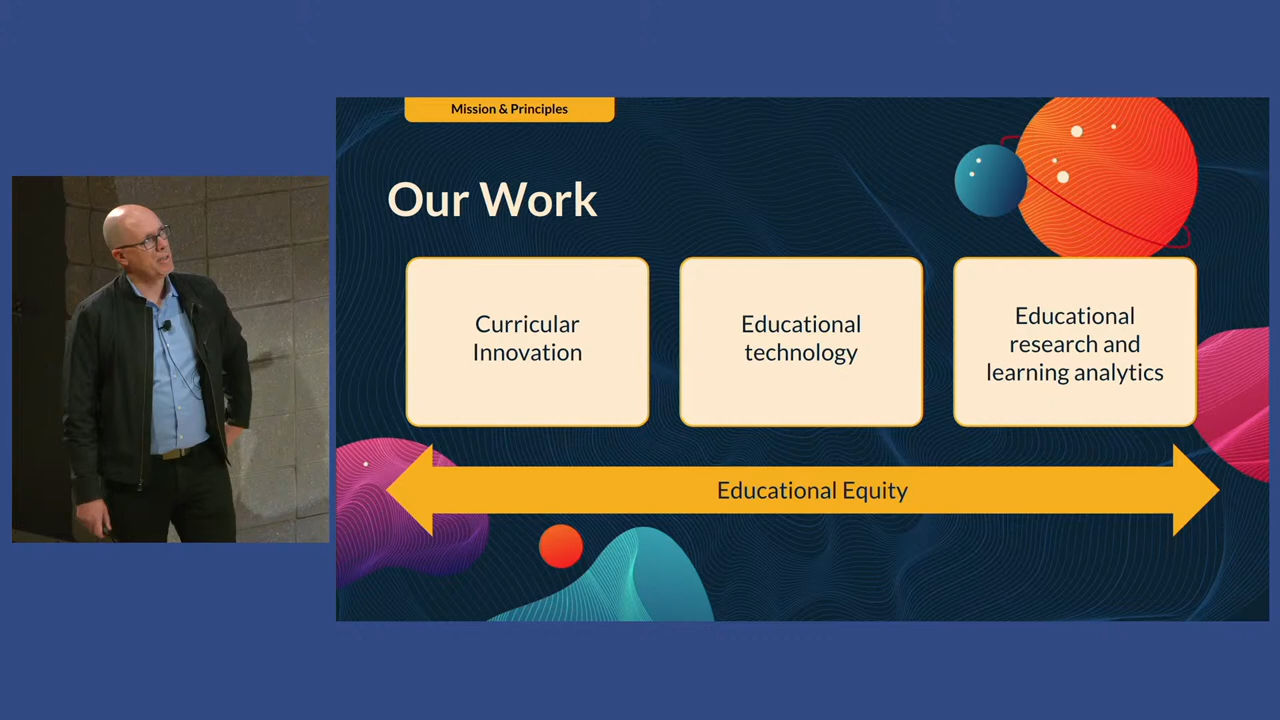 Mission & Principles
Our Work
Curricular
Innovation
Educational
technology
Educational
research and
learning analytics
Educational Equity